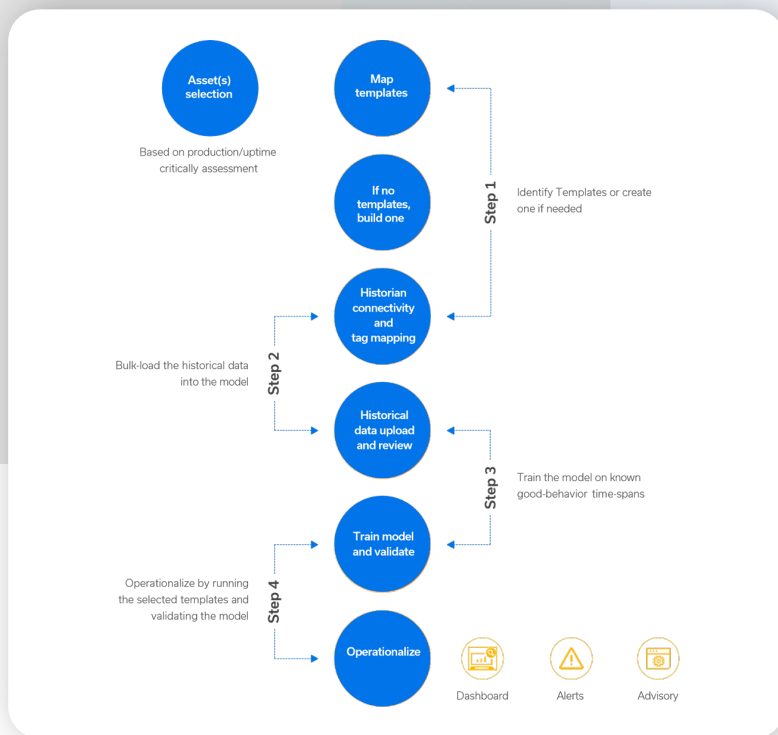 Asset(s)
selection
Based on production/uptime
critically assessment
Map
templates
If no
templates,
build one
Step 1
Identify Templates or create
one if needed
Historian
connectivity
and
tag mapping
Step 2
Bulk-load the historical data
into the model
Historical
data upload
and review
Step 3
Train the model on known
good-behavior time-spans
Train model
and validate
Step 4
Operationalize by running
the selected templates and
validating the model
Operationalize
Dashboard
Alerts
Advisory